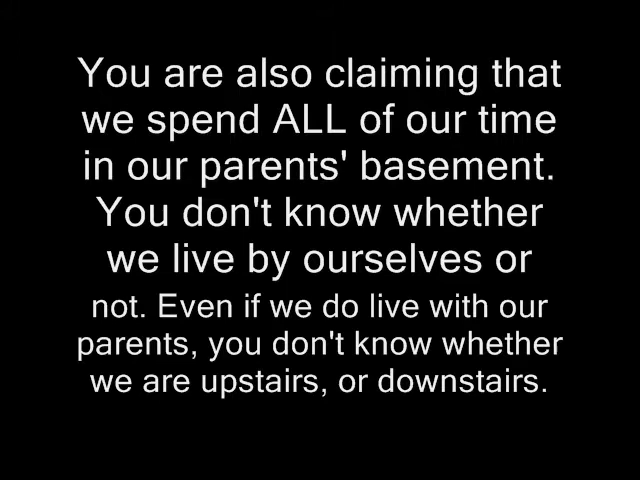 You are also claiming that
we spend ALL of our time
in our parents' basement.
You don't know whether
we live by ourselves or
not. Even if we do live with our
parents, you don't know whether
we are upstairs, or downstairs.